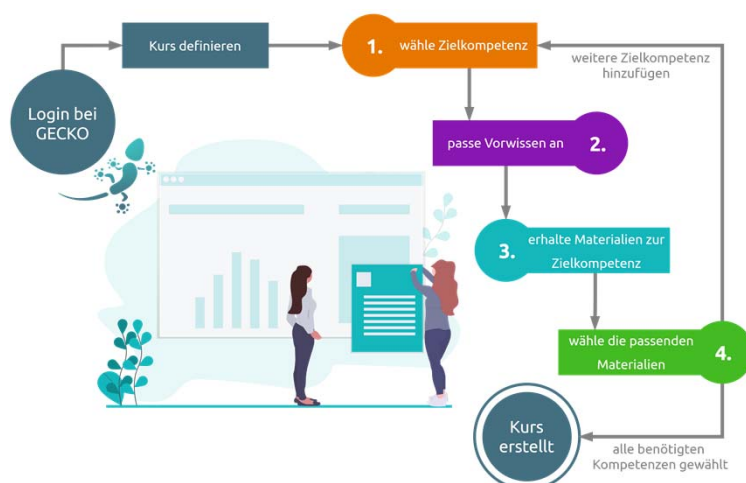 Login bei
GECKO
Kurs definieren
1.
wähle Zielkompetenz
weitere Zielkompetenz
hinzufügen
passe Vorwissen an
2.
3.
erhalte Materialien zur
Zielkompetenz
wähle die passenden
Materialien
4.
Kurs
erstellt
alle benötigten
Kompetenzen gewählt